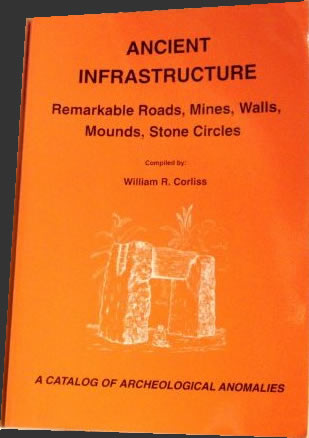 ANCIENT
INFRASTRUCTURE
Remarkable Roads, Mines, Walls,
Mounds, Stone Circles
Compiled by:
William R. Corliss
A CATALOG OF ARCHEOLOGICAL ANOMALIES